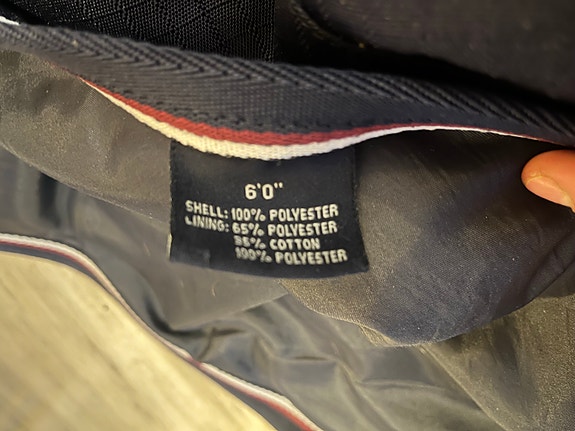 6'0"
SHELL: 100% POLYESTER
LINING: 65% POLYESTER
35% COTTON
100% POLYESTER